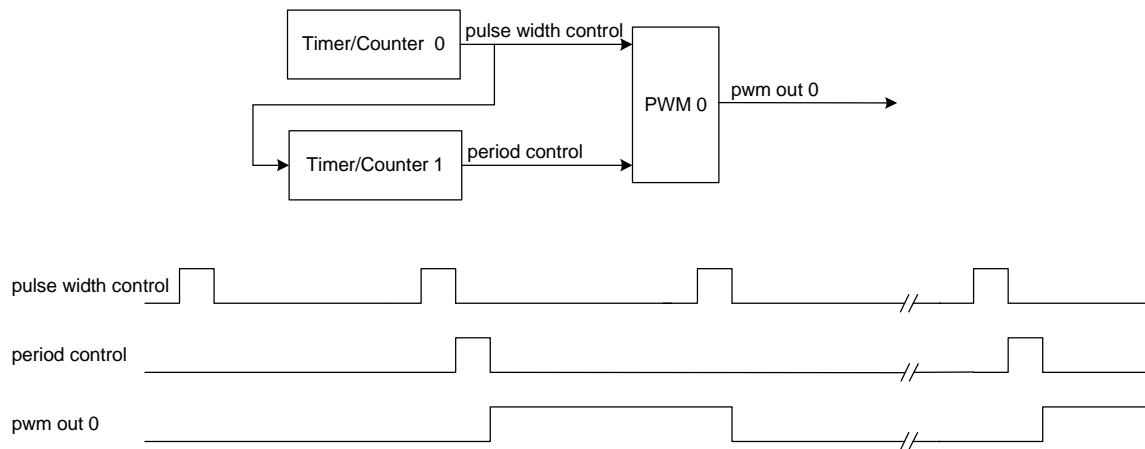 pulse width control
Timer/Counter 0
PWM 0
pwm out 0
Timer/Counter 1
period control
pulse width control
period control
pwm out 0